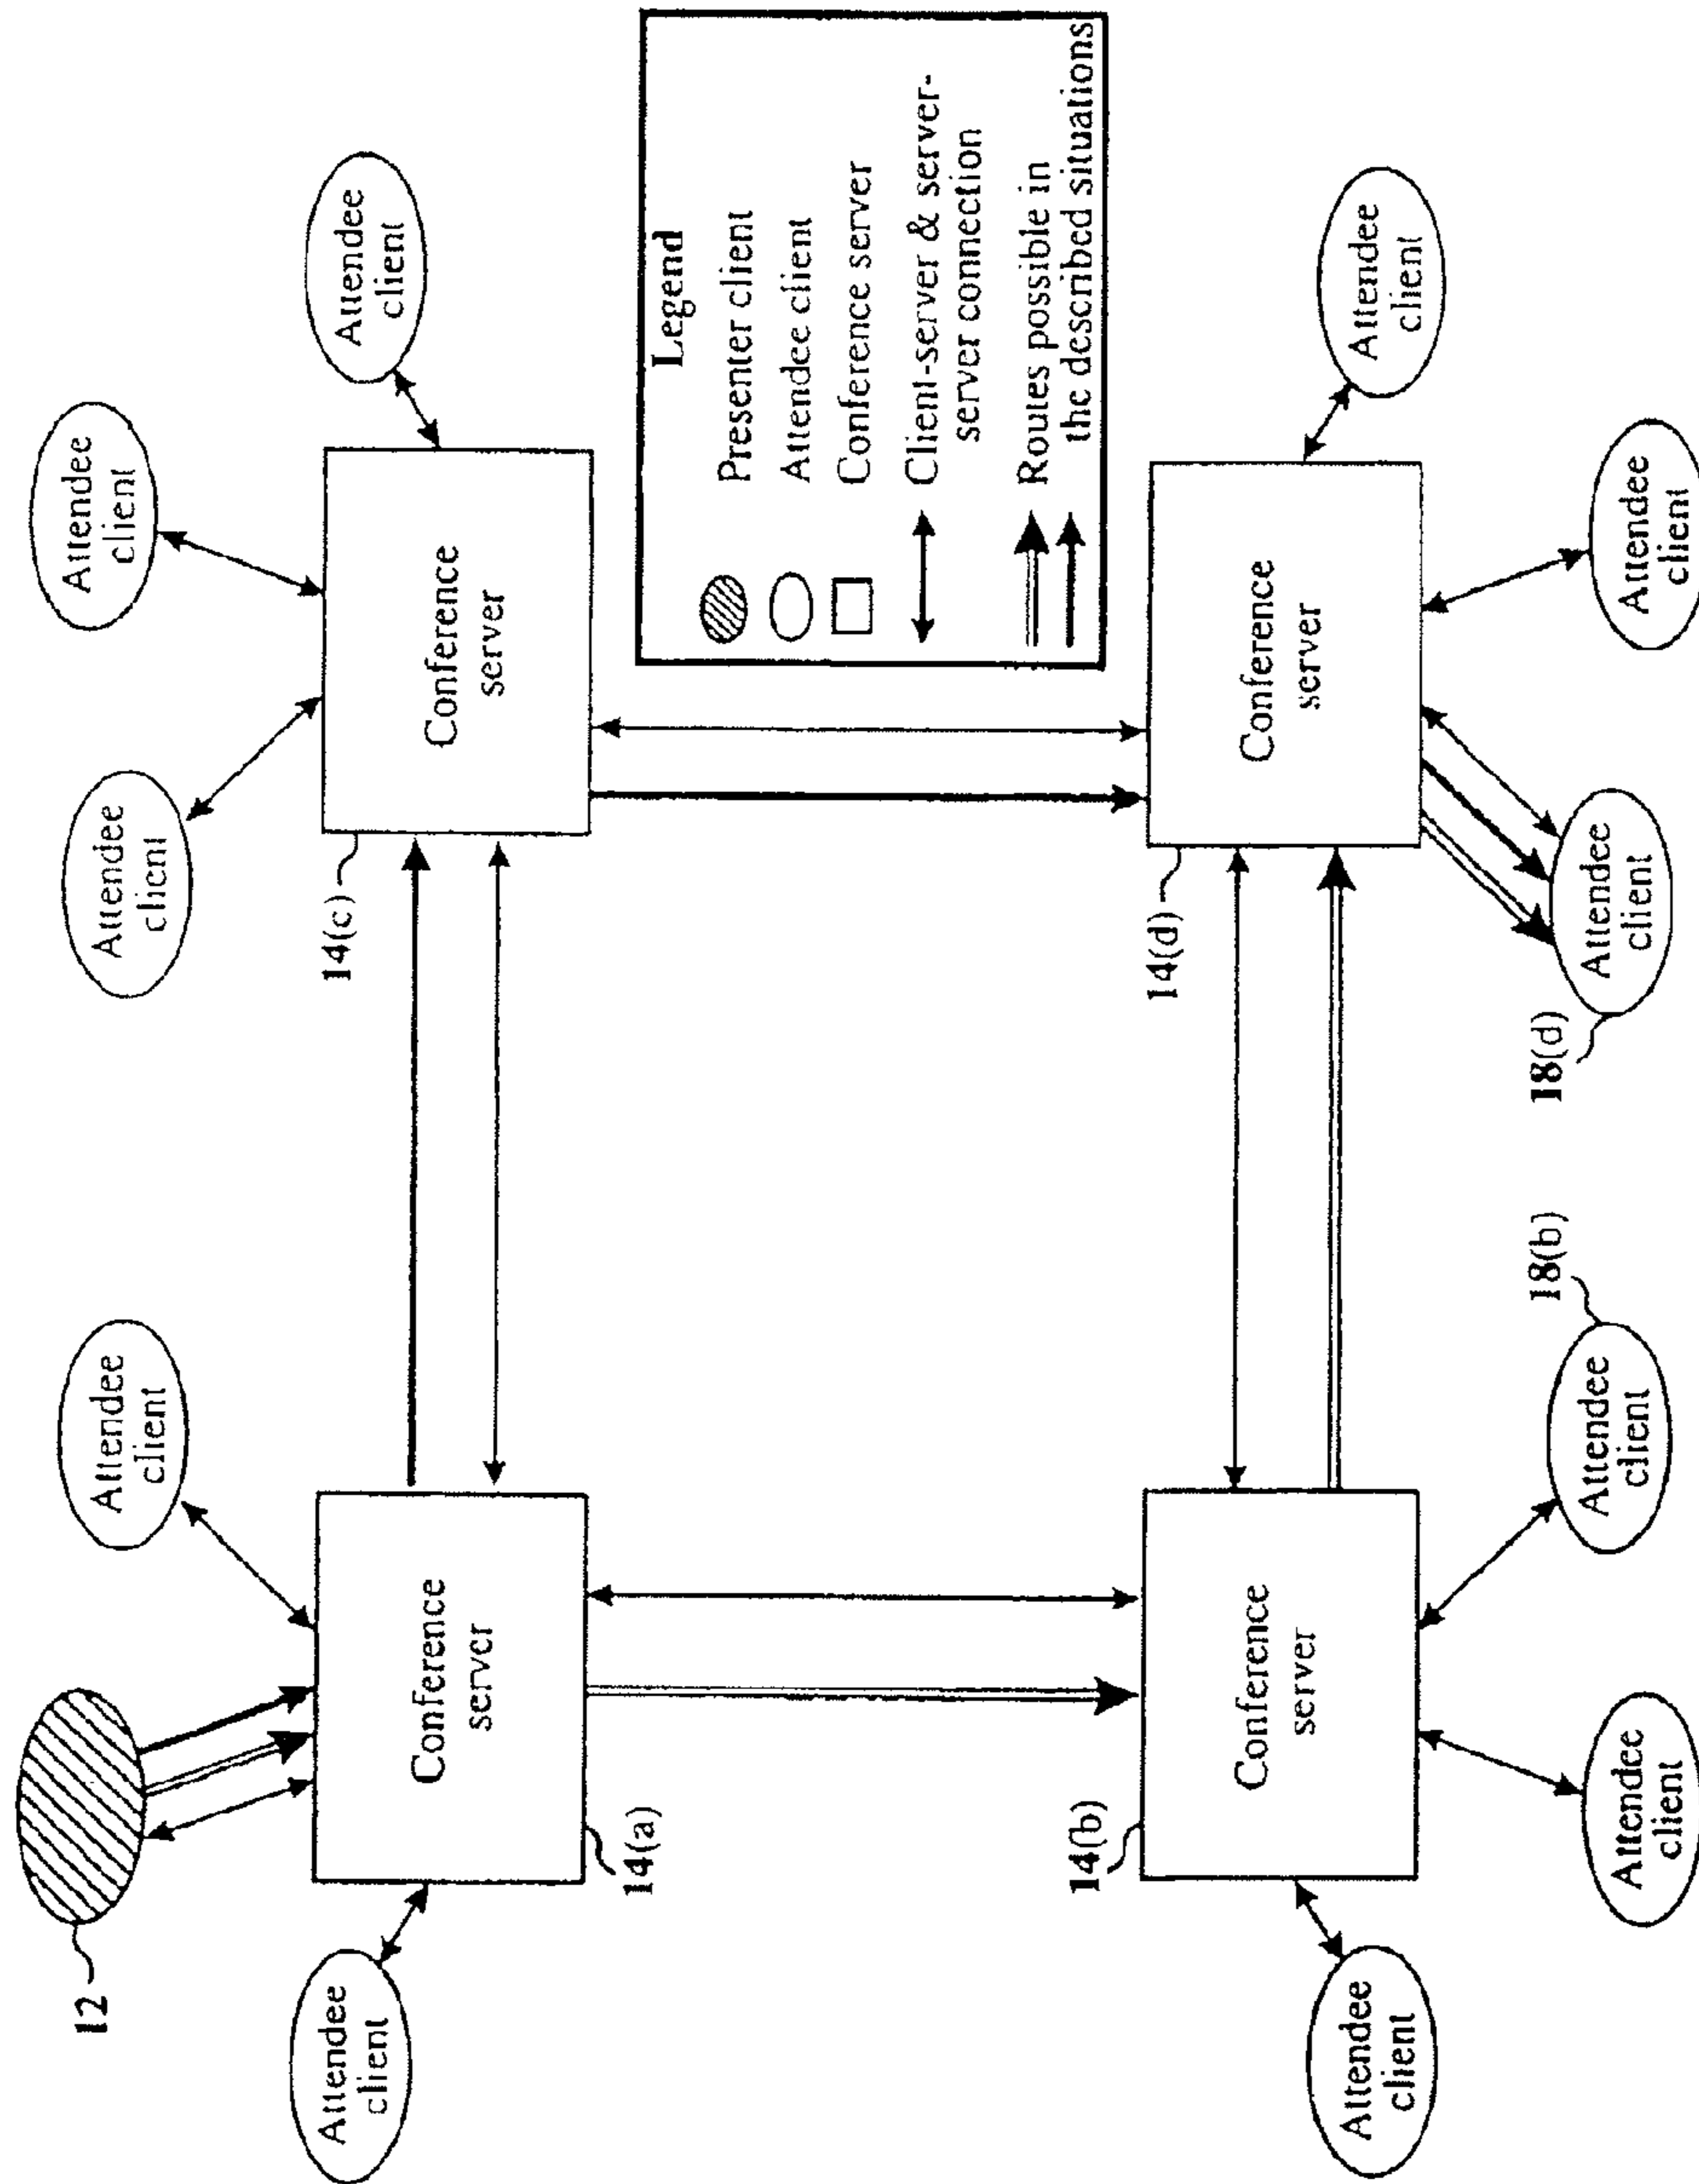 12
Attendee
client
Attendee
client
Attendee
client
Attendee
client
Attendee
client
Conference
server
14(a)
Conference
server
14(c)
Legend
Presenter client
Attendee client
Conference server
Client-server & server-
server connection
Routes possible in
the described situations
Conference
server
14(b)
Conference
server
14(d)
Attendee
client
Attendee
client
Attendee
client
18(b)
18(d)
Attendee
client
Attendee
client
Attendee
client